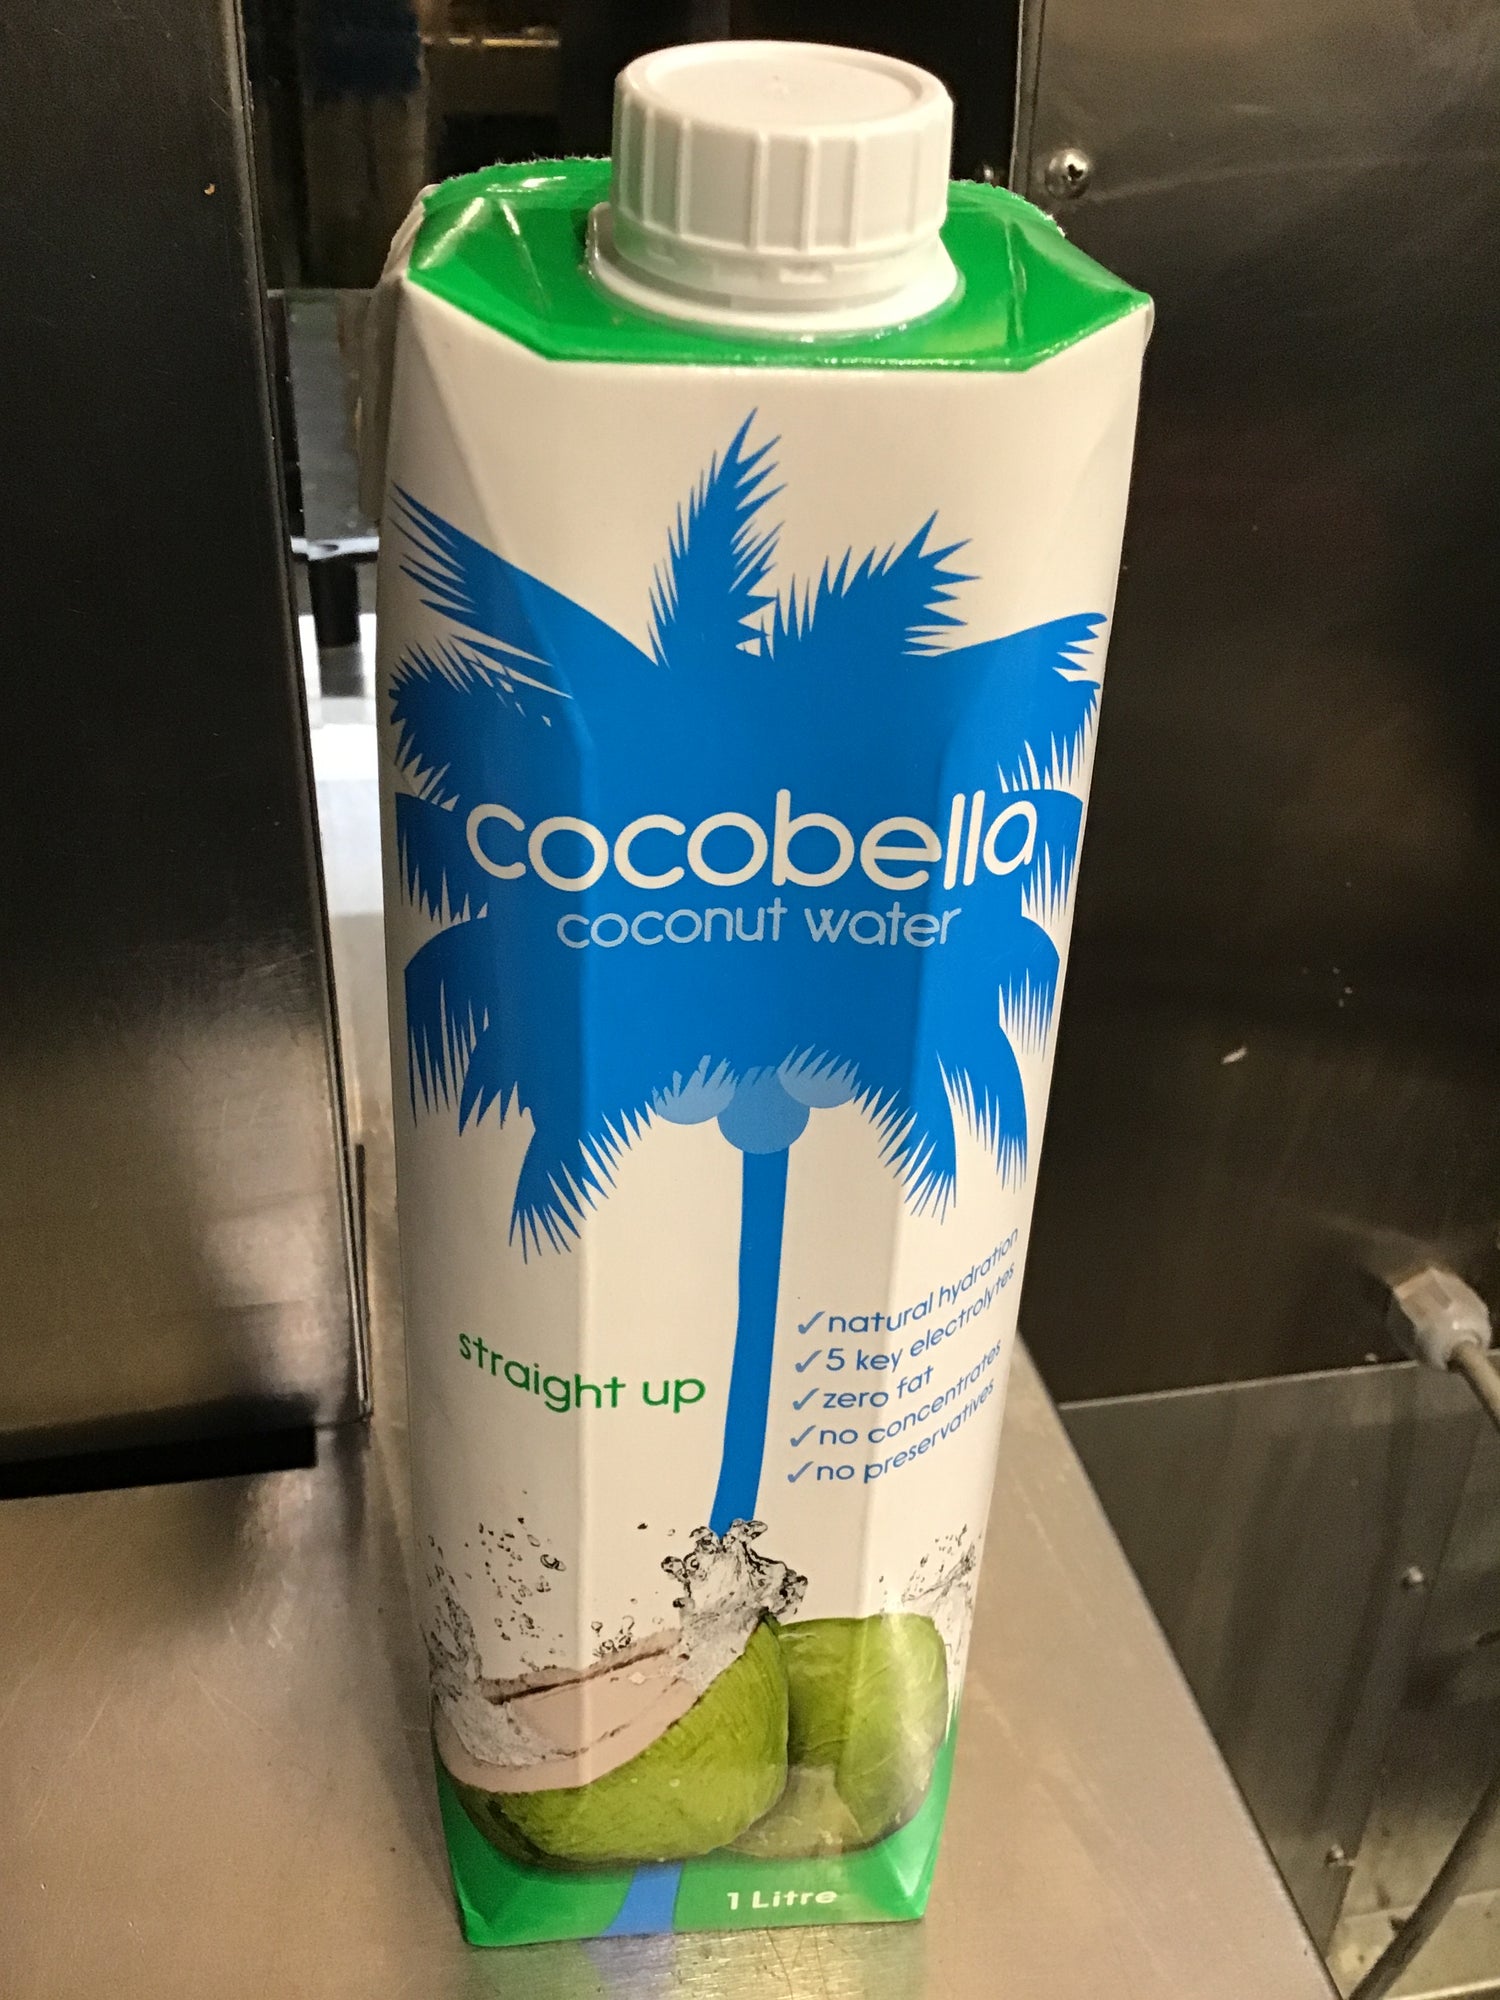 cocobella
coconut water
straight up
✓natural hydration
✓5 key electrolytes
✓zero fat
✓no concentrates
✓no preservatives
1 Litre